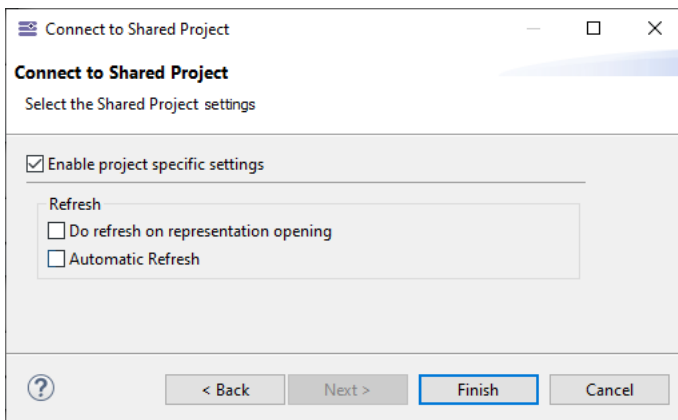 Connect to Shared Project
Connect to Shared Project
Select the Shared Project settings
Enable project specific settings
Refresh
Do refresh on representation opening
Automatic Refresh
?
< Back
Next >
Finish
Cancel